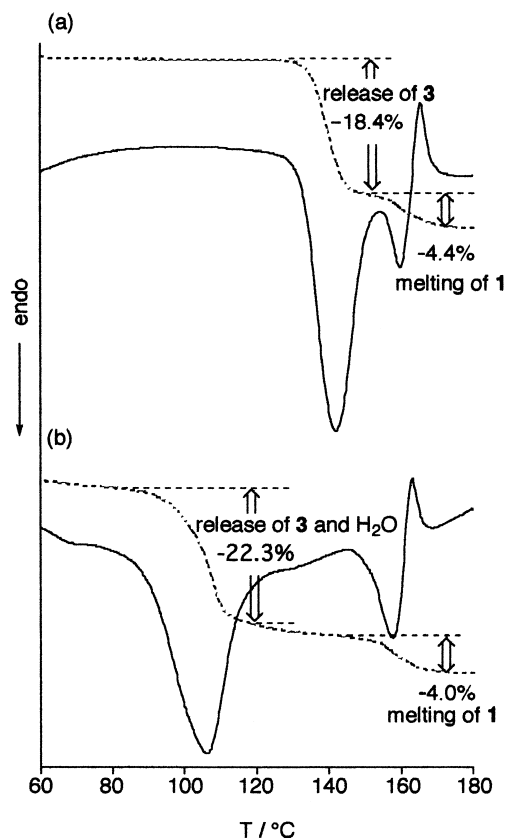 (a)
release of 3
-18.4%
-4.4%
melting of 1
endo
(b)
release of 3 and H₂O
-22.3%
-4.0%
melting of 1
60 80 100 120 140 160 180
T / °C